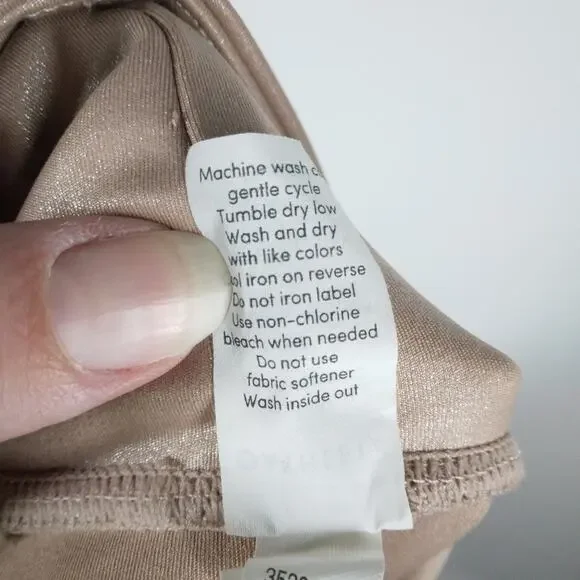 Machine wash
gentle cycle
Tumble dry low
Wash and dry
with like colors
iron on reverse
Do not iron label
Use non-chlorine
bleach when needed
Do not use
fabric softener
Wash inside out